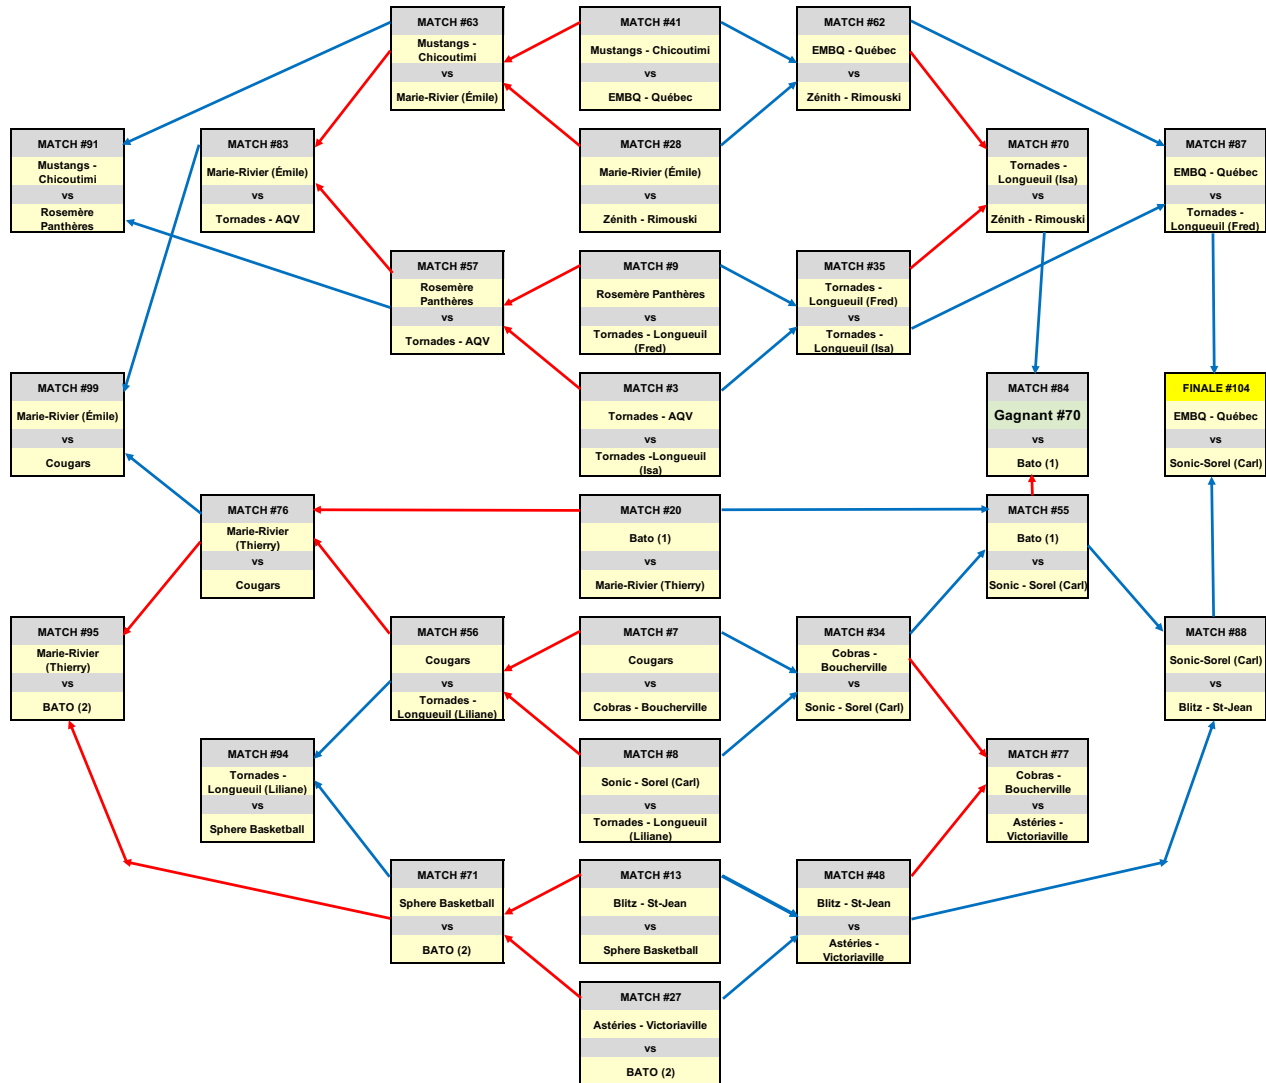 MATCH #63
Mustangs -
Chicoutimi
vs
Marie-Rivier (Émile)
MATCH #41
Mustangs - Chicoutimi
vs
EMBQ - Québec
MATCH #62
EMBQ - Québec
vs
Zénith - Rimouski
MATCH #91
Mustangs -
Chicoutimi
vs
Rosemère
Panthères
MATCH #83
Marie-Rivier (Émile)
vs
Tornades - AQV
MATCH #28
Marie-Rivier (Émile)
vs
Zénith - Rimouski
MATCH #70
Tornades -
Longueuil (Isa)
vs
Zénith - Rimouski
MATCH #87
EMBQ - Québec
vs
Tornades -
Longueuil (Fred)
MATCH #57
Rosemère
Panthères
vs
Tornades - AQV
MATCH #9
Rosemère Panthères
vs
Tornades - Longueuil
(Fred)
MATCH #35
Tornades -
Longueuil (Fred)
vs
Tornades -
Longueuil (Isa)
MATCH #99
Marie-Rivier (Émile)
vs
Cougars
MATCH #3
Tornades - AQV
vs
Tornades -Longueuil
(Isa)
MATCH #84
Gagnant #70
vs
Bato (1)
FINALE #104
EMBQ - Québec
vs
Sonic-Sorel (Carl)
MATCH #76
Marie-Rivier
(Thierry)
vs
Cougars
MATCH #20
Bato (1)
vs
Marie-Rivier (Thierry)
MATCH #55
Bato (1)
vs
Sonic - Sorel (Carl)
MATCH #95
Marie-Rivier
(Thierry)
vs
BATO (2)
MATCH #56
Cougars
vs
Tornades -
Longueuil (Liliane)
MATCH #7
Cougars
vs
Cobras - Boucherville
MATCH #34
Cobras -
Boucherville
vs
Sonic - Sorel (Carl)
MATCH #88
Sonic-Sorel (Carl)
vs
Blitz - St-Jean
MATCH #94
Tornades -
Longueuil (Liliane)
vs
Sphere Basketball
MATCH #8
Sonic - Sorel (Carl)
vs
Tornades - Longueuil
(Liliane)
MATCH #77
Cobras -
Boucherville
vs
Astéries -
Victoriaville
MATCH #71
Sphere Basketball
vs
BATO (2)
MATCH #13
Blitz - St-Jean
vs
Sphere Basketball
MATCH #48
Blitz - St-Jean
vs
Astéries -
Victoriaville
MATCH #27
Astéries - Victoriaville
vs
BATO (2)